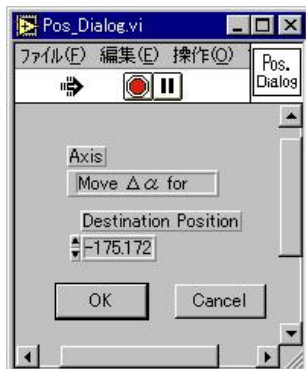 Pos_Dialog.vi
ファイル(F) 編集(E) 操作(O)
Pos.
Dialog
Axis
Move Δα for
Destination Position
-175.172
OK Cancel